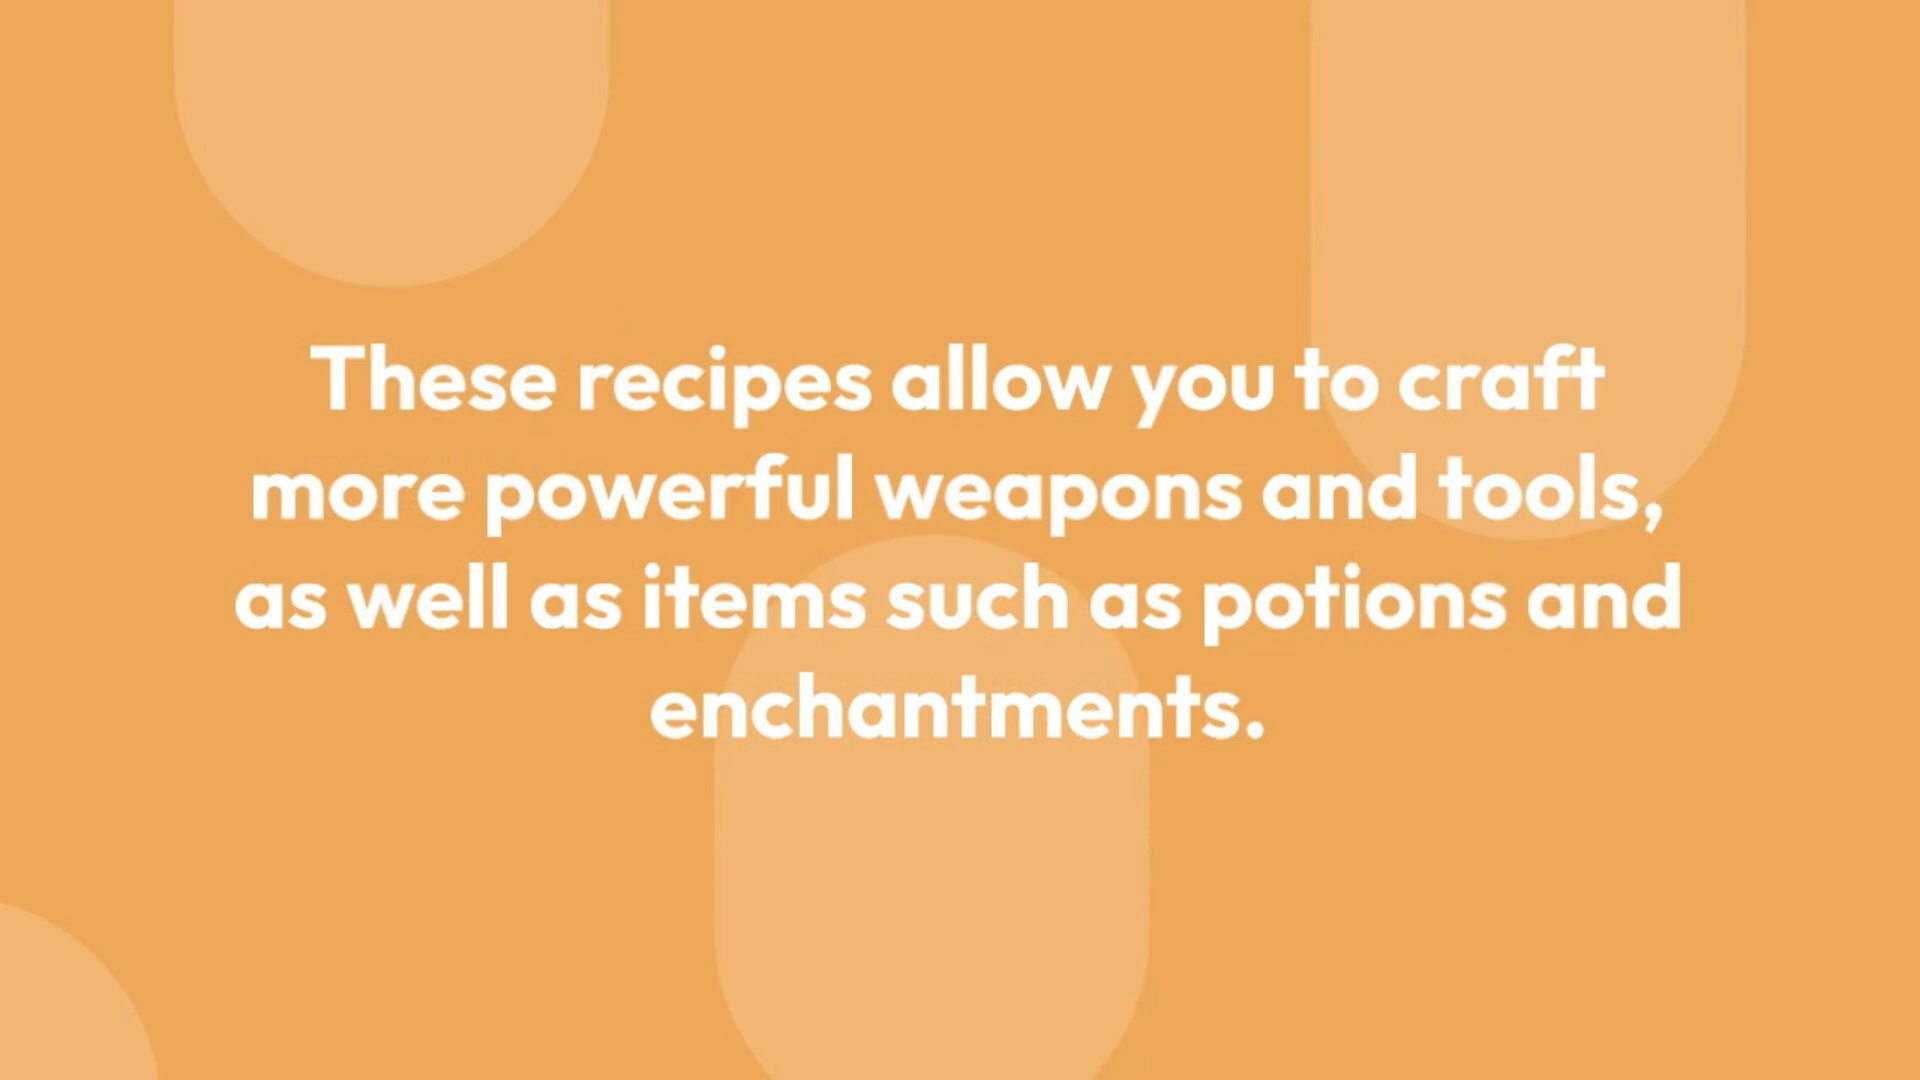 These recipes allow you to craft
more powerful weapons and tools,
as well as items such as potions and
enchantments.